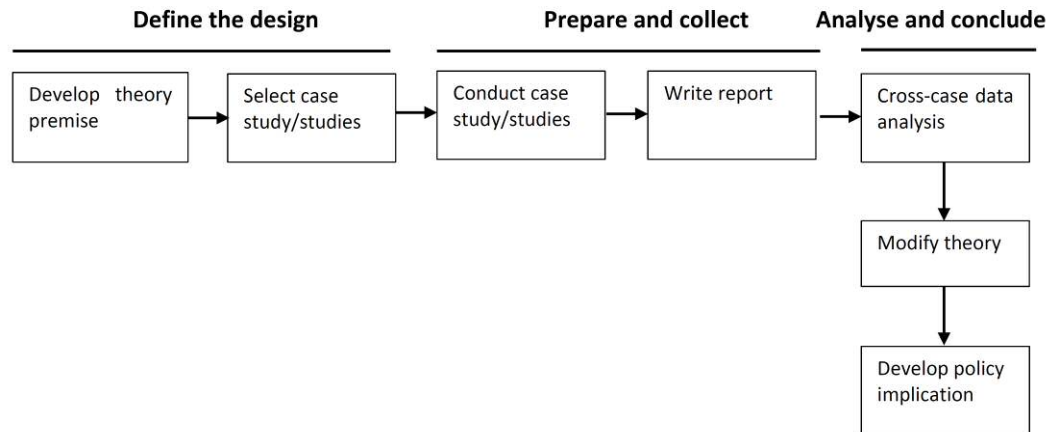 Define the design
Prepare and collect
Analyse and conclude
Develop theory
premise
Select case
study/studies
Conduct case
study/studies
Write report
Cross-case data
analysis
Modify theory
Develop policy
implication